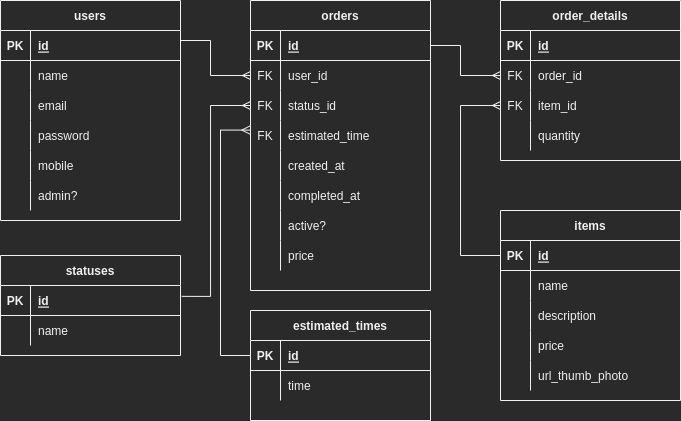 users
PK id
name
email
password
mobile
admin?
statuses
PK id
name
orders
PK id
FK user_id
FK status_id
FK estimated_time
created_at
completed_at
active?
price
estimated_times
PK id
time
order_details
PK id
FK order_id
FK item_id
quantity
items
PK id
name
description
price
url_thumb_photo